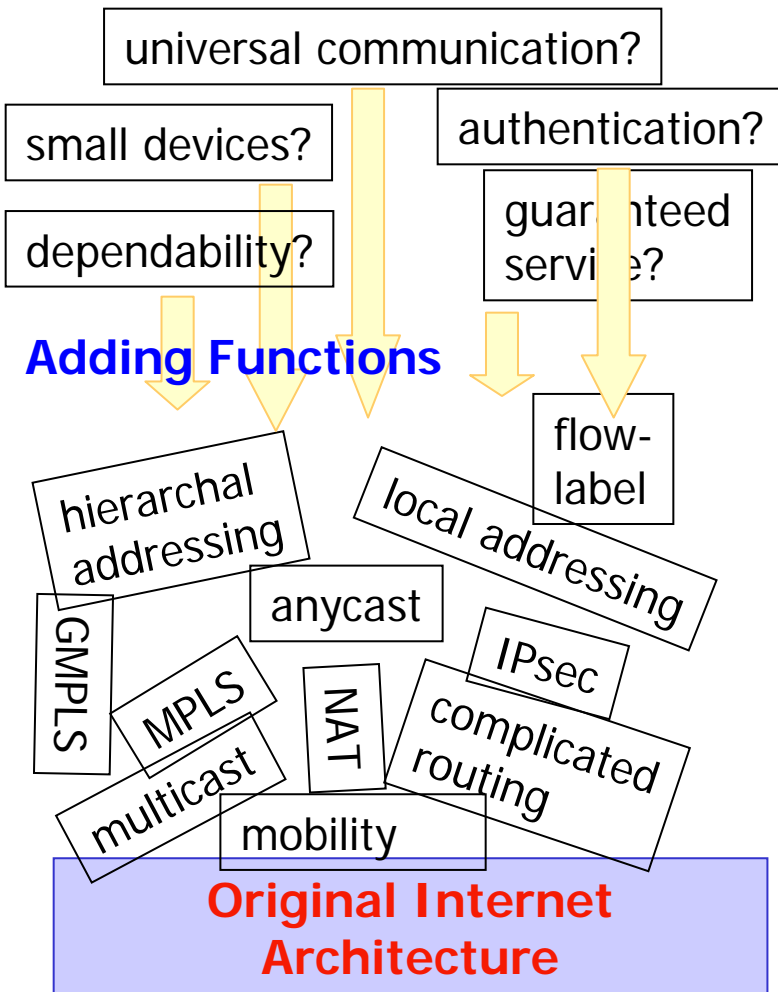 universal communication?
small devices?
authentication?
dependability?
guaranteed
service?
Adding Functions
flow-
label
hierarchal
addressing
local addressing
anycast
GMPLS
MPLS
NAT
IPsec
complicated
routing
multicast
mobility
Original Internet
Architecture